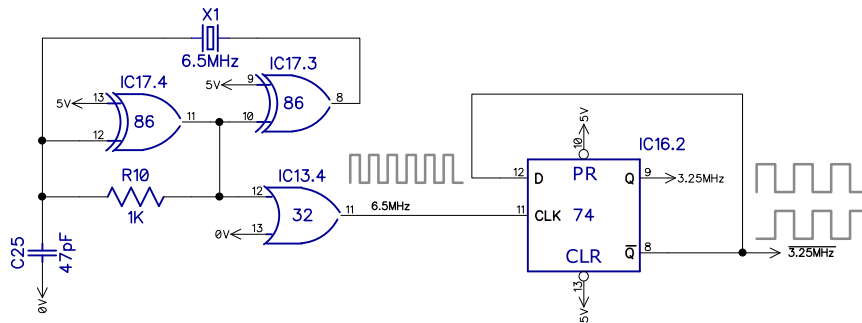 X1
6.5MHz
IC17.4
5V
13
12
86
11
IC17.3
5V
9
10
86
8
R10
1K
C25
47pF
0V
IC13.4
12
0V
13
32
11
6.5MHz
IC16.2
5V
10
PR
12
D
Q
9
3.25MHz
11
CLK
74
CLR
Q
8
3.25MHz
13
5V